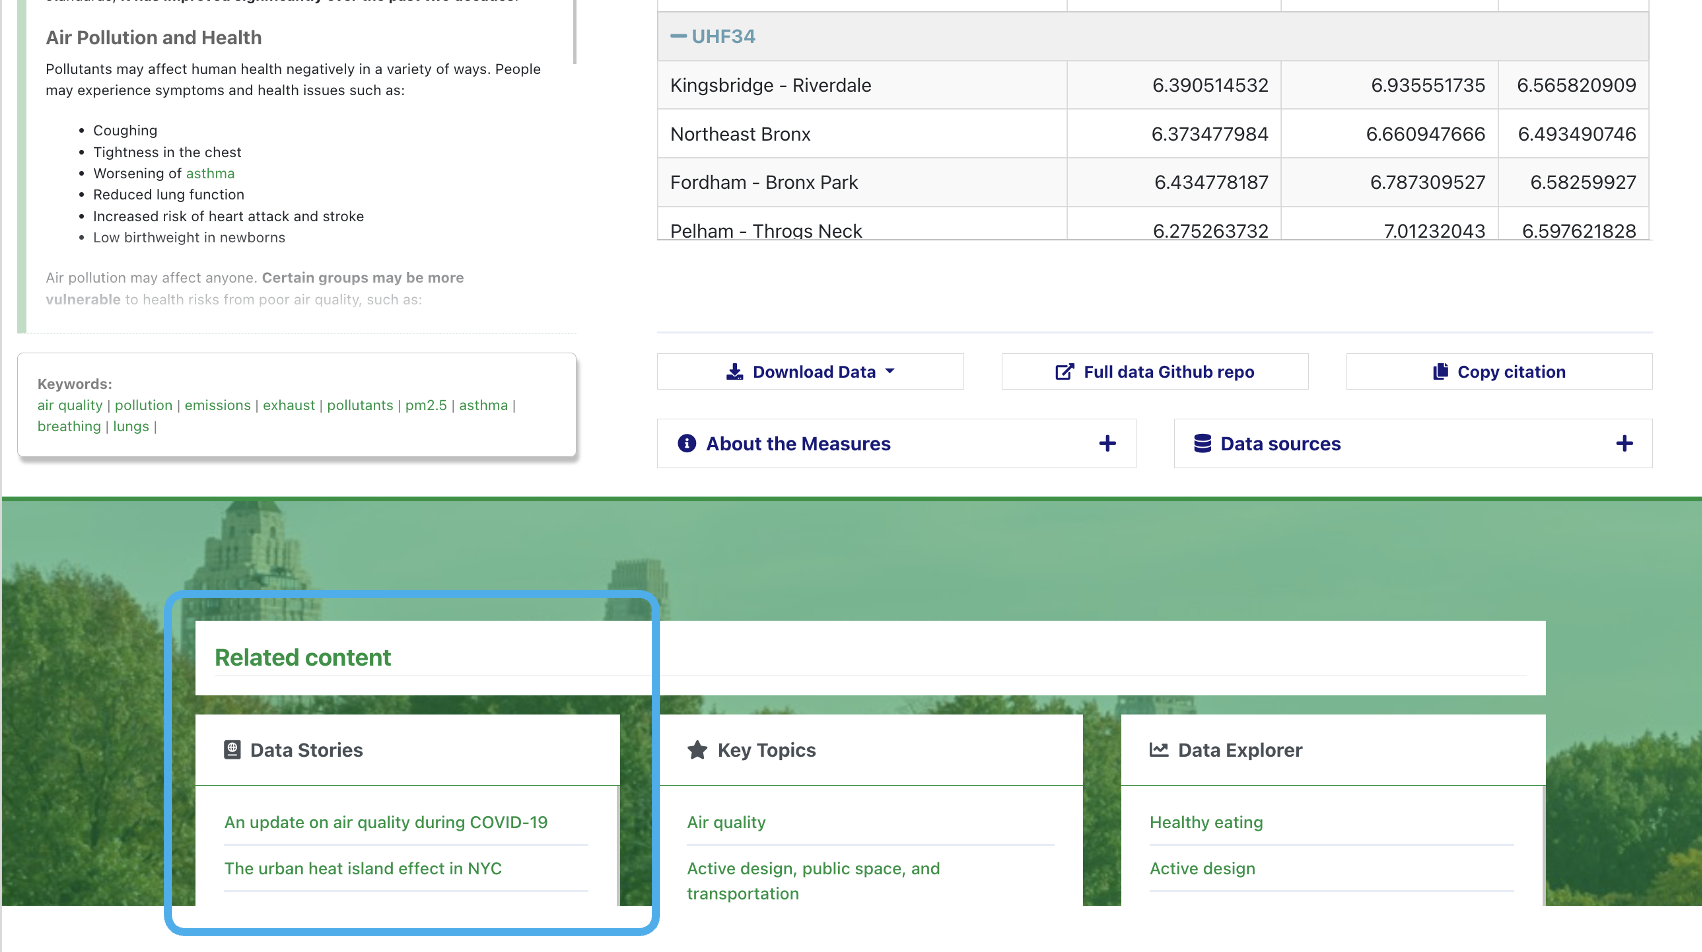 Air Pollution and Health
Pollutants may affect human health negatively in a variety of ways. People
may experience symptoms and health issues such as:
• Coughing
• Tightness in the chest
• Worsening of asthma
• Reduced lung function
• Increased risk of heart attack and stroke
• Low birthweight in newborns
Air pollution may affect anyone. Certain groups may be more
vulnerable to health risks from poor air quality, such as:
Keywords:
air quality | pollution | emissions | exhaust | pollutants | pm2.5 | asthma |
breathing | lungs |
UHF34
Kingsbridge - Riverdale 6.390514532 6.935551735 6.565820909
Northeast Bronx 6.373477984 6.660947666 6.493490746
Fordham - Bronx Park 6.434778187 6.787309527 6.58259927
Pelham - Throgs Neck 6.275263732 7.01232043 6.597621828
Download Data
Full data Github repo
Copy citation
About the Measures +
Data sources +
Related content
Data Stories
An update on air quality during COVID-19
The urban heat island effect in NYC
Key Topics
Air quality
Active design, public space, and
transportation
Data Explorer
Healthy eating
Active design